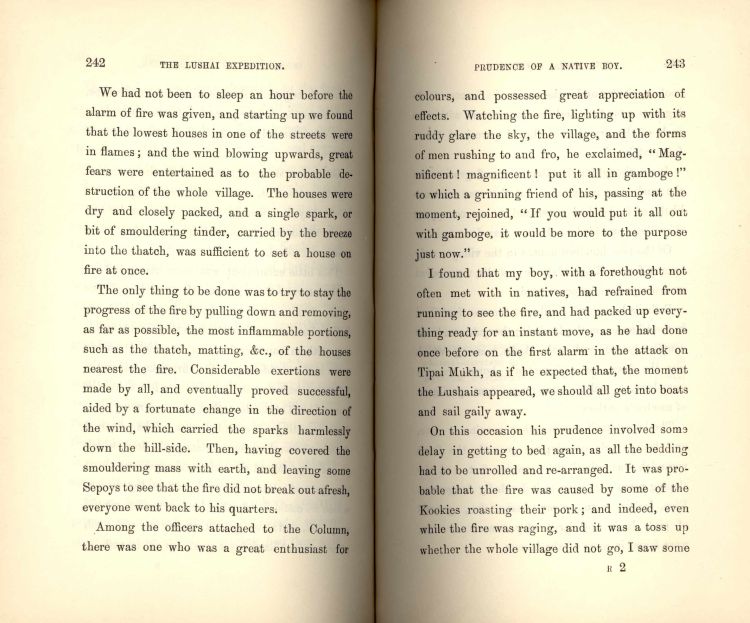 242 THE LUSHAI EXPEDITION.
We had not been to sleep an hour before the
alarm of fire was given, and starting up we found
that the lowest houses in one of the streets were
in flames; and the wind blowing upwards, great
fears were entertained as to the probable de-
struction of the whole village. The houses were
dry and closely packed, and a single spark, or
bit of smouldering tinder, carried by the breeze
into the thatch, was sufficient to set a house on
fire at once.
The only thing to be done was to try to stay the
progress of the fire by pulling down and removing,
as far as possible, the most inflammable portions,
such as the thatch, matting, &c., of the houses
nearest the fire. Considerable exertions were
made by all, and eventually proved successful,
aided by a fortunate change in the direction of
the wind, which carried the sparks harmlessly
down the hill-side. Then, having covered the
smouldering mass with earth, and leaving some
Sepoys to see that the fire did not break out afresh,
everyone went back to his quarters.
Among the officers attached to the Column,
there was one who was a great enthusiast for
PRUDENCE OF A NATIVE BOY. 243
colours, and possessed great appreciation of
effects. Watching the fire, lighting up with its
ruddy glare the sky, the village, and the forms
of men rushing to and fro, he exclaimed, "Mag-
nificent! magnificent! put it all in gamboge!"
to which a grinning friend of his, passing at the
moment, rejoined, "If you would put it all out
with gamboge, it would be more to the purpose
just now."
I found that my boy, with a forethought not
often met with in natives, had refrained from
running to see the fire, and had packed up every-
thing ready for an instant move, as he had done
once before on the first alarm in the attack on
Tipai Mukh, as if he expected that, the moment
the Lushais appeared, we should all get into boats
and sail gaily away.
On this occasion his prudence involved some
delay in getting to bed again, as all the bedding
had to be unrolled and re-arranged. It was pro-
bable that the fire was caused by some of the
Kookies roasting their pork; and indeed, even
while the fire was raging, and it was a toss up
whether the whole village did not go, I saw some
R 2